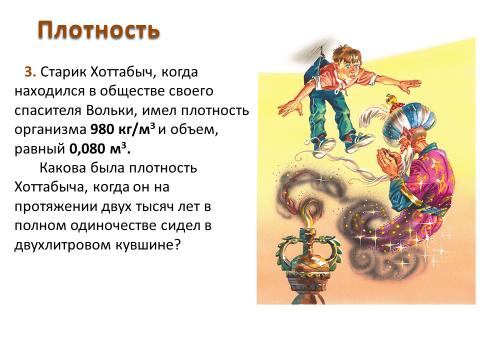 Плотность
3. Старик Хоттабыч, когда
находился в обществе своего
спасителя Вольки, имел плотность
организма 980 кг/м³ и объем,
равный 0,080 м³.
Какова была плотность
Хоттабыча, когда он на
протяжении двух тысяч лет в
полном одиночестве сидел в
двухлитровом кувшине?